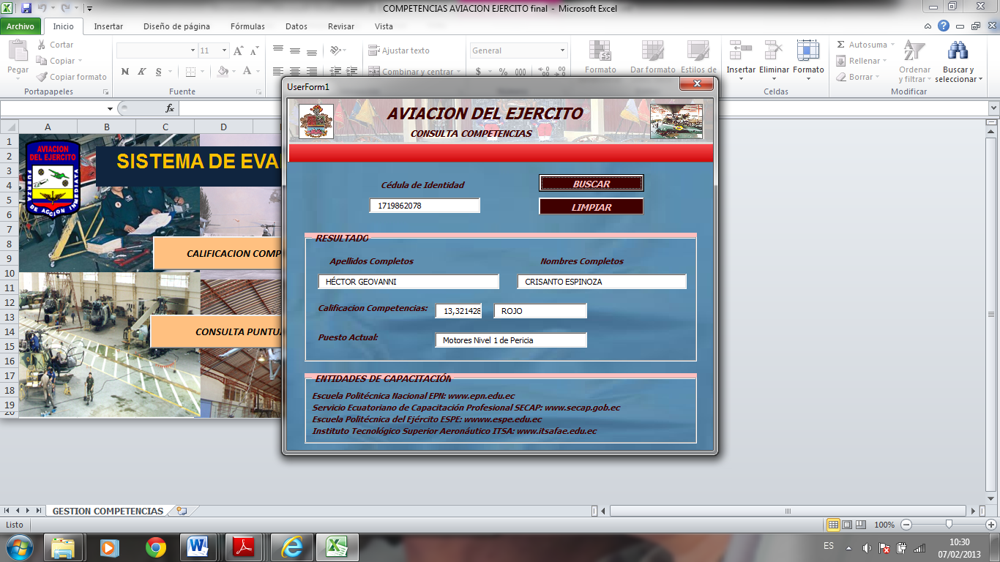 COMPETENCIAS AVIACION EJERCITO final - Microsoft Excel
Archivo Inicio Insertar Diseño de página Fórmulas Datos Revisar Vista
Pegar
Cortar
Copiar
Copiar formato
Portapapeles
11
N K S
Fuente
Ajustar texto
Combinar y centrar
General
$ % 000
Formato
Dar formato
Estilos de
Insertar Eliminar Formato
Celdas
Autosuma
Rellenar
Borrar
Ordenar
y filtrar
Buscar y
seleccionar
Modificar
fx
A B C D
1
2
3
4
5
6
7
8
9
10
11
12
13
14
15
16
17
18
19
20
AVIACION
DEL EJERCITO
FUERZA DE ACCION INMEDIATA
SISTEMA DE EVA
CALIFICACION COMP
CONSULTA PUNTU
UserForm1
AVIACION DEL EJERCITO
CONSULTA COMPETENCIAS
Cédula de Identidad
BUSCAR
1719862078
LIMPIAR
RESULTADO
Apellidos Completos Nombres Completos
HÉCTOR GEOVANNI CRISANTO ESPINOZA
Calificacion Competencias: 13,321428 ROJO
Puesto Actual: Motores Nivel 1 de Pericia
ENTIDADES DE CAPACITACIÓN
Escuela Politécnica Nacional EPN: www.epn.edu.ec
Servicio Ecuatoriano de Capacitación Profesional SECAP: www.secap.gob.ec
Escuela Politécnica del Ejército ESPE: wwww.espe.edu.ec
Instituto Tecnológico Superior Aeronáutico ITSA: www.itsafae.edu.ec
GESTION COMPETENCIAS
Listo
100%
ES
10:30
07/02/2013